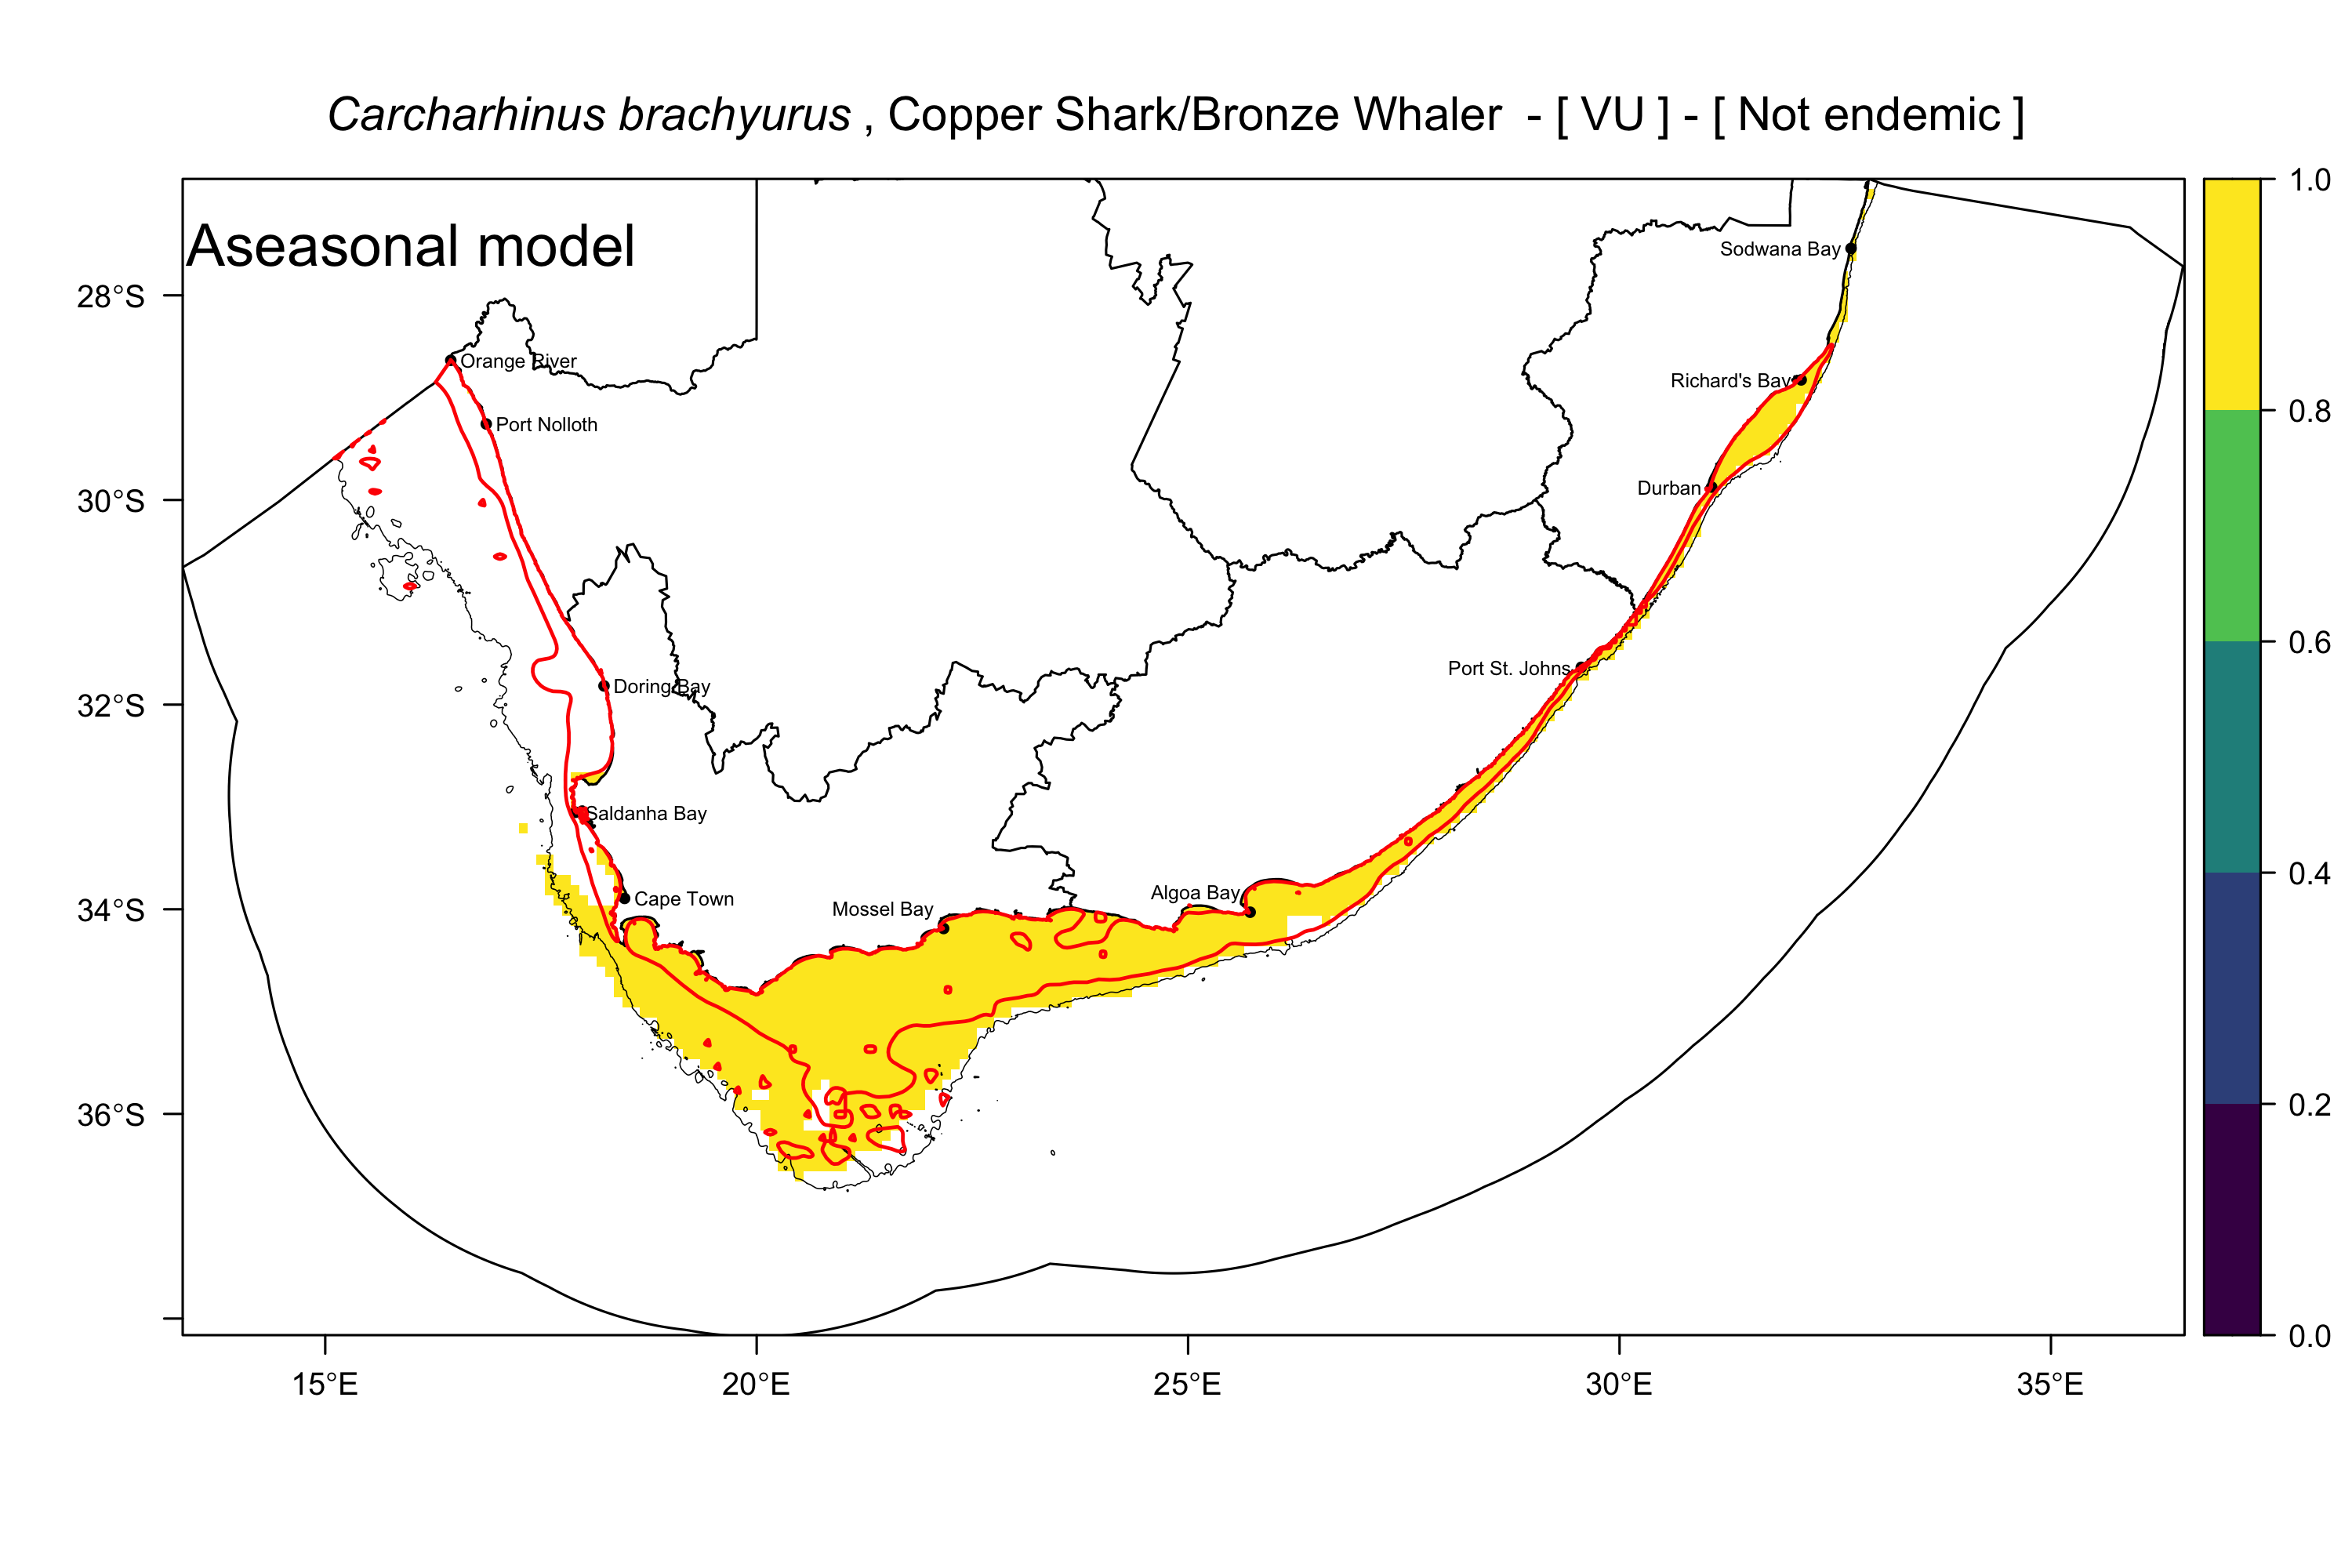 Carcharhinus brachyurus , Copper Shark/Bronze Whaler - [ VU ] - [ Not endemic ]
Aseasonal model
1.0
0.8
0.6
0.4
0.2
0.0
28°S
30°S
32°S
34°S
36°S
Sodwana Bay
Orange River
Richard's Bay
Port Nolloth
Durban
Port St. Johns
Doring Bay
Saldanha Bay
Algoa Bay
Cape Town
Mossel Bay
15°E
20°E
25°E
30°E
35°E